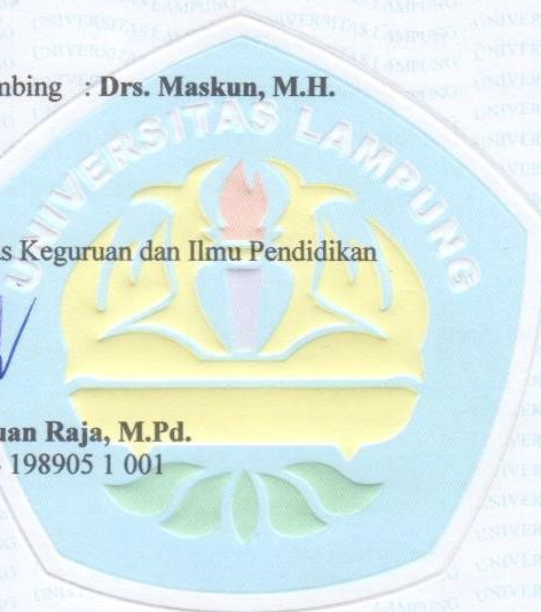 mbing : Drs. Maskun, M.H.
UNIVERSITAS LAMPUNG
s Keguruan dan Ilmu Pendidikan
uan Raja, M.Pd.
198905 1 001